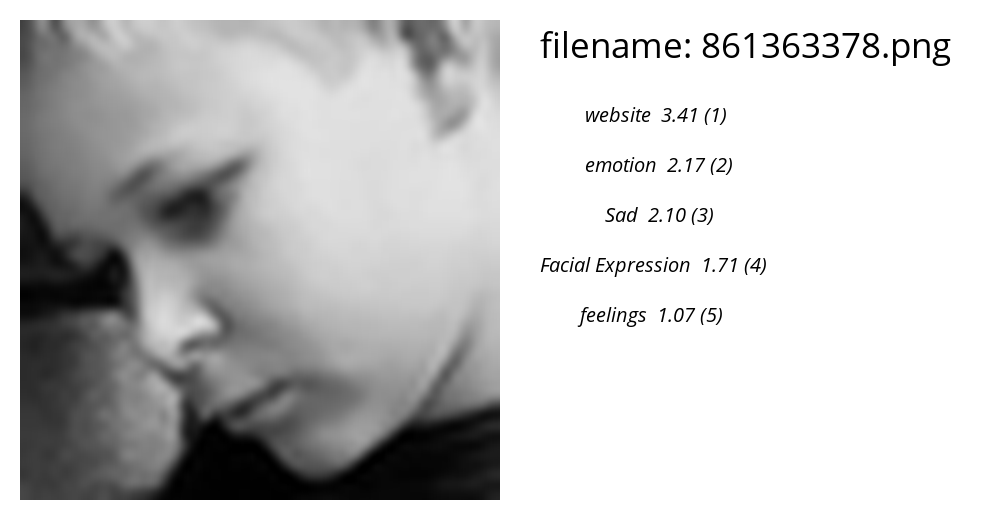 filename: 861363378.png
website 3.41 (1)
emotion 2.17 (2)
Sad 2.10 (3)
Facial Expression 1.71 (4)
feelings 1.07 (5)